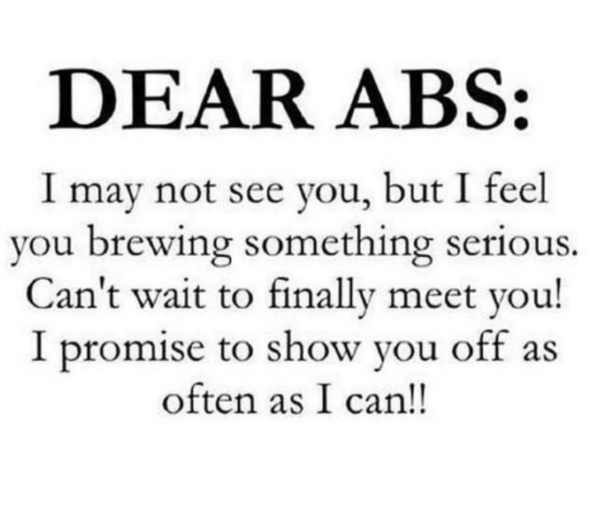 DEAR ABS:
I may not see you, but I feel
you brewing something serious.
Can't wait to finally meet you!
I promise to show you off as
often as I can!!